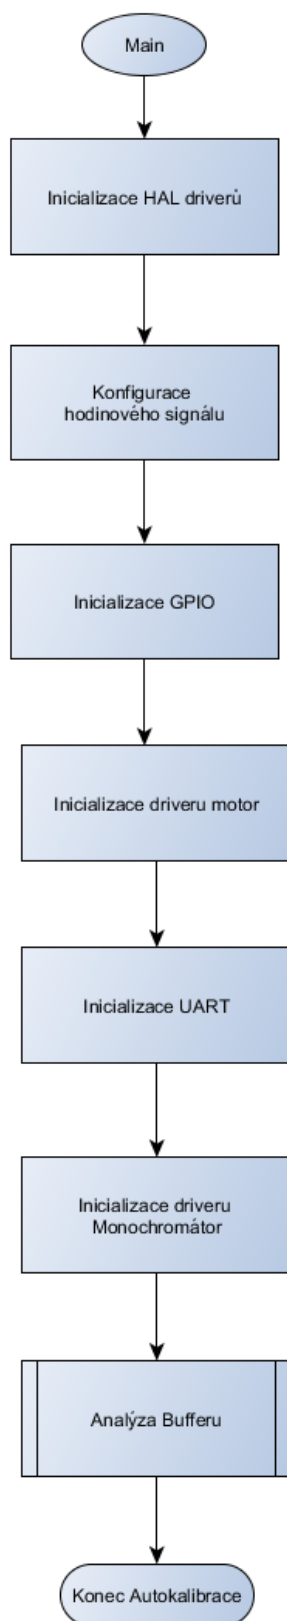 Main
Inicializace HAL driverů
Konfigurace
hodinového signálu
Inicializace GPIO
Inicializace driveru motor
Inicializace UART
Inicializace driveru
Monochromátor
Analýza Bufferu
Konec Autokalibrace